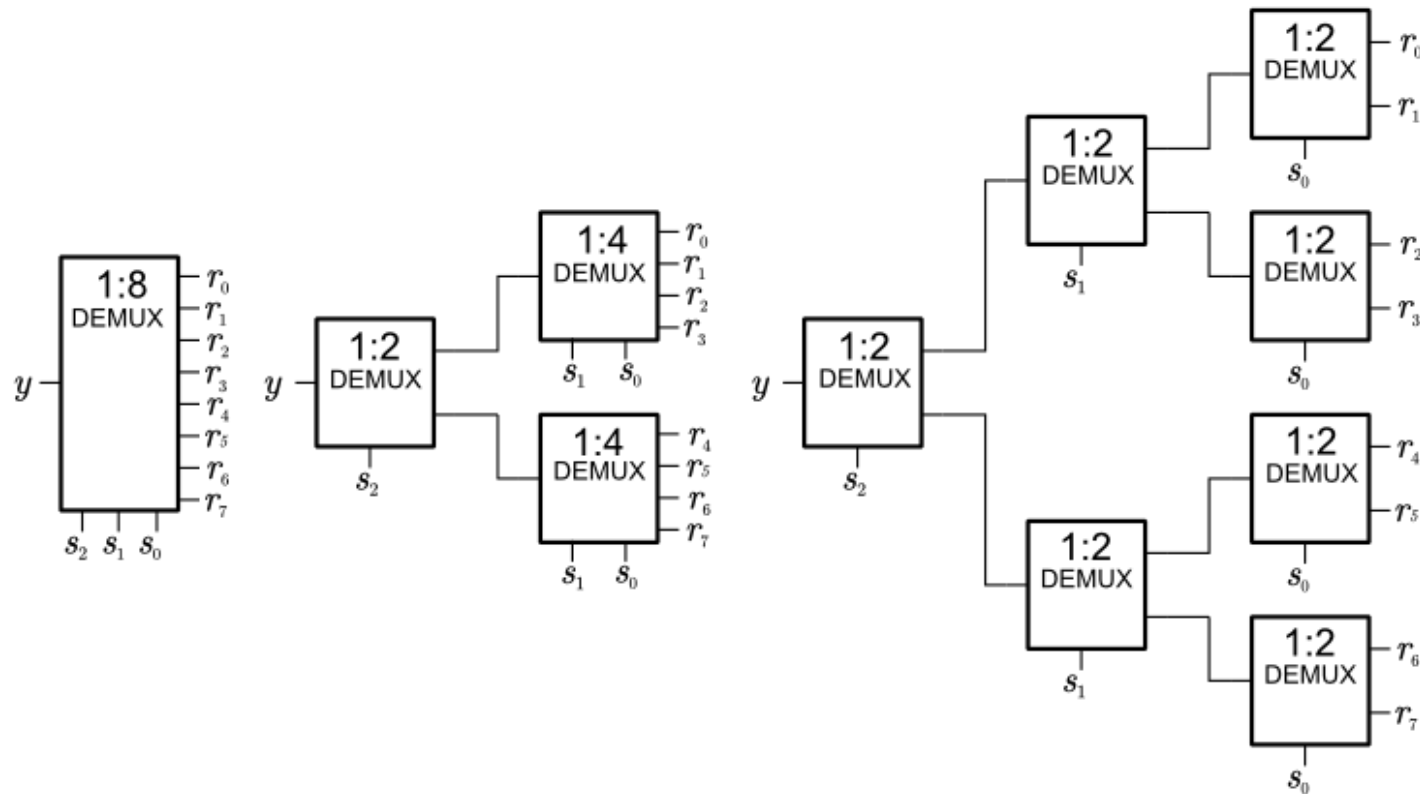 1:8
DEMUX
y
r₀
r₁
r₂
r₃
r₄
r₅
r₆
r₇
s₂ s₁ s₀
y
1:2
DEMUX
s₂
1:4
DEMUX
r₀
r₁
r₂
r₃
s₁ s₀
1:4
DEMUX
r₄
r₅
r₆
r₇
s₁ s₀
y
1:2
DEMUX
s₂
1:2
DEMUX
s₁
1:2
DEMUX
r₀
r₁
s₀
1:2
DEMUX
r₂
r₃
s₀
1:2
DEMUX
s₁
1:2
DEMUX
r₄
r₅
s₀
1:2
DEMUX
r₆
r₇
s₀